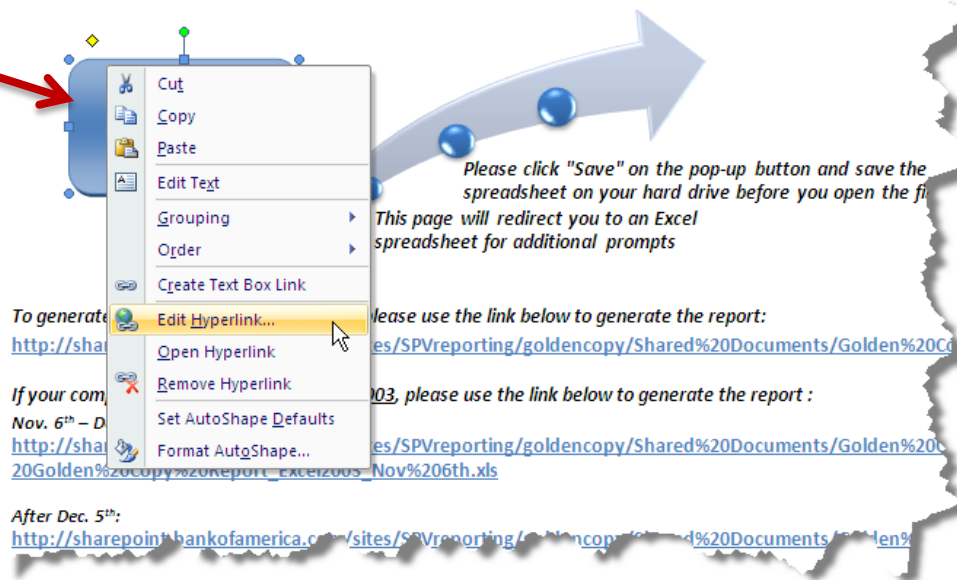 Cut
Copy
Paste
Edit Text
Grouping
Order
Create Text Box Link
Edit Hyperlink...
Open Hyperlink
Remove Hyperlink
Set AutoShape Defaults
Format AutoShape...
Please click "Save" on the pop-up button and save the
spreadsheet on your hard drive before you open the
This page will redirect you to an Excel
spreadsheet for additional prompts
To generate please use the link below to generate the report:
http://shar es/SPVreporting/goldencopy/Shared%20Documents/Golden%20Co
If your com 003, please use the link below to generate the report :
Nov. 6th – D
http://shar es/SPVreporting/goldencopy/Shared%20Documents/Golden%20C
20Golden%20Copy%20Report_Excel2003_Nov%206th.xls
After Dec. 5th:
http://sharepoint.bankofamerica.com/sites/SPVreporting/goldencopy/Shared%20Documents/Golden%